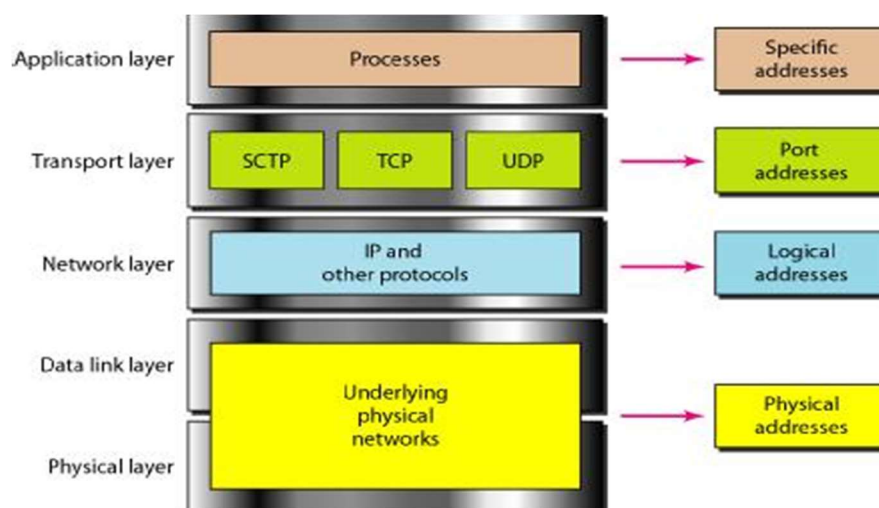 Application layer
Processes
Specific
addresses
Transport layer
SCTP
TCP
UDP
Port
addresses
Network layer
IP and
other protocols
Logical
addresses
Data link layer
Underlying
physical
networks
Physical
addresses
Physical layer